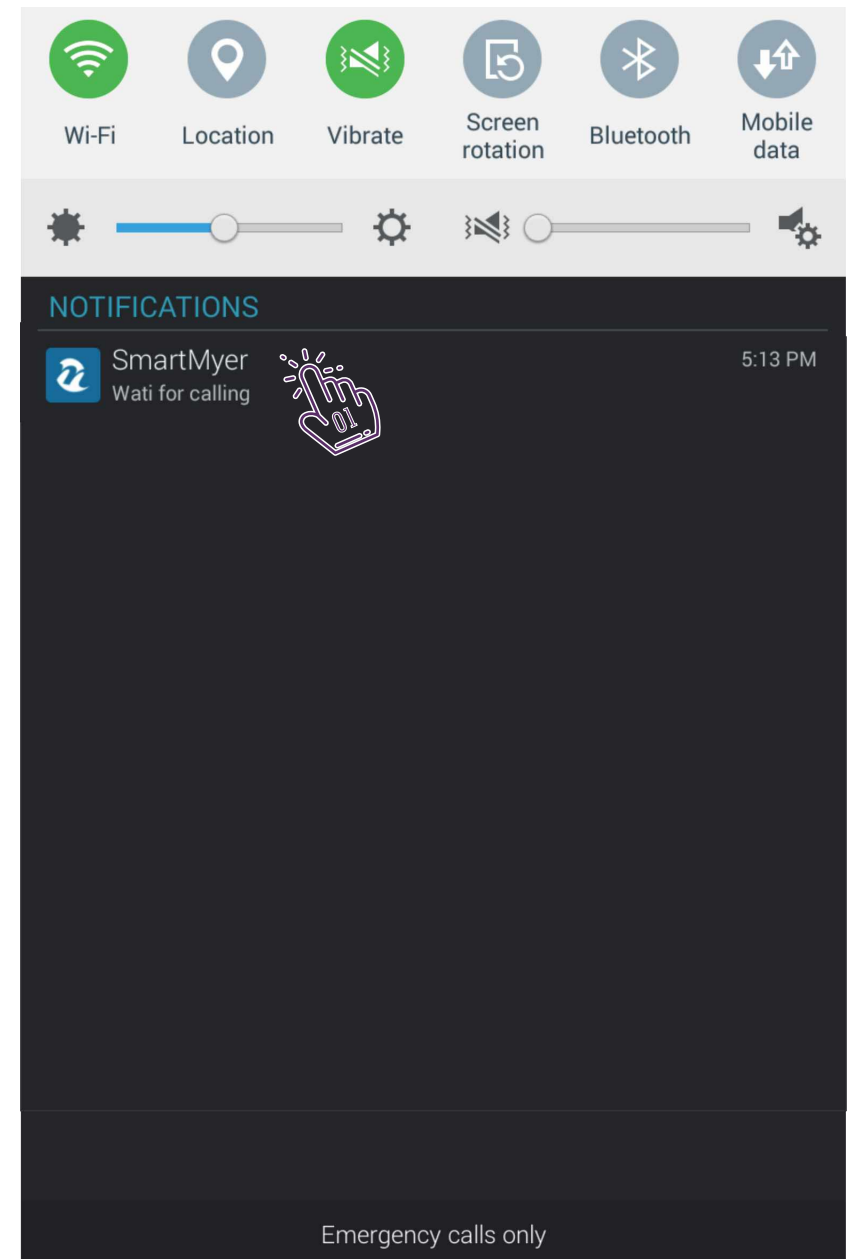 Wi-Fi
Location
Vibrate
Screen
rotation
Bluetooth
Mobile
data
NOTIFICATIONS
SmartMyer
5:13 PM
Wati for calling
01
Emergency calls only